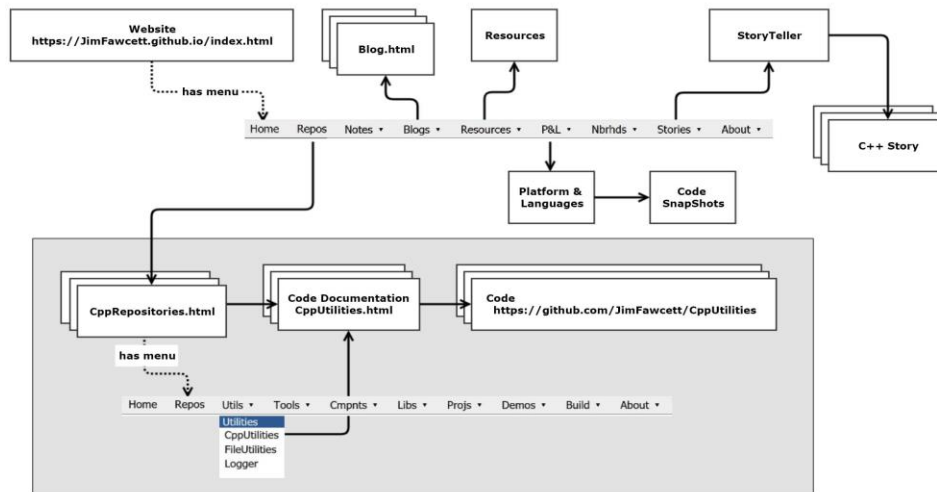 Website
https://JimFawcett.github.io/index.html
Blog.html
Resources
StoryTeller
has menu
Home Repos Notes Blogs Resources P&L Nbrhds Stories About
C++ Story
Platform &
Languages
Code
SnapShots
CppRepositories.html
Code Documentation
CppUtilities.html
Code
https://github.com/JimFawcett/CppUtilities
has menu
Home Repos Utils Tools Cmpnts Libs Projs Demos Build About
Utilities
CppUtilities
FileUtilities
Logger